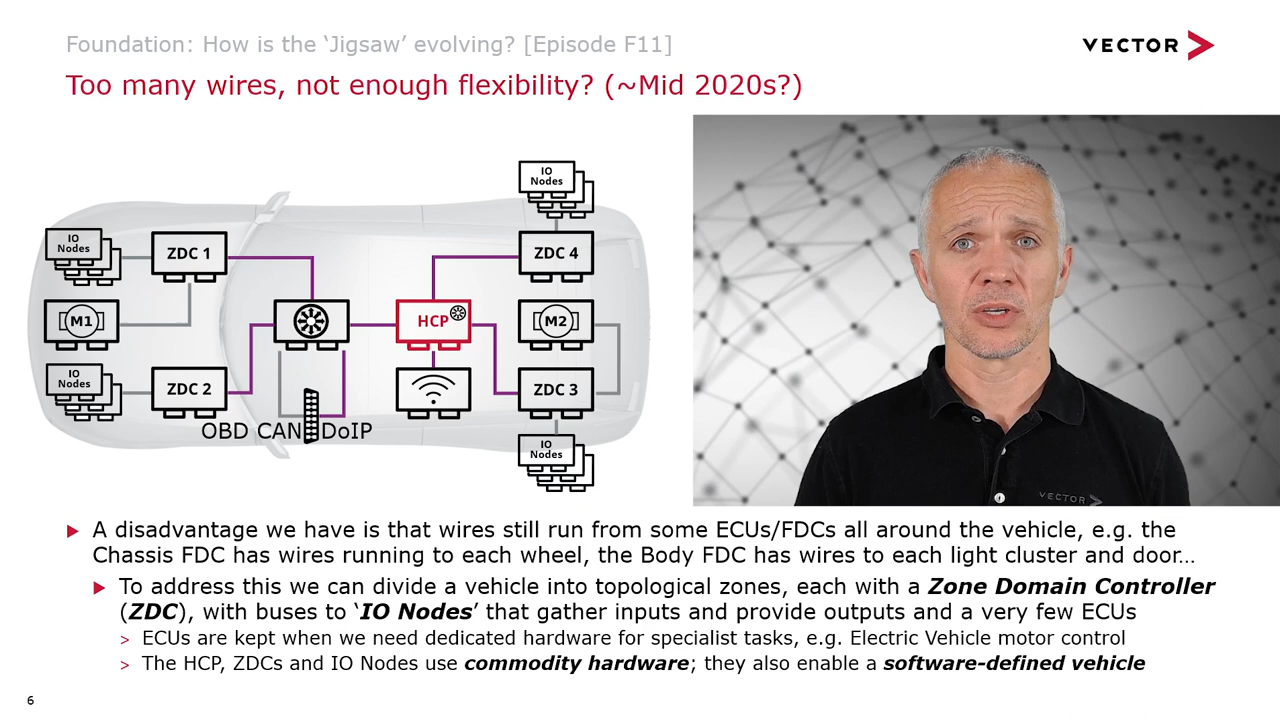 Foundation: How is the ‘Jigsaw’ evolving? [Episode F11]
VECTOR
Too many wires, not enough flexibility? (~Mid 2020s?)
IO
Nodes
IO
Nodes
ZDC 1
ZDC 4
M1
HCP
M2
IO
Nodes
ZDC 2
ZDC 3
OBD CAN DoIP
IO
Nodes
VECTOR
A disadvantage we have is that wires still run from some ECUs/FDCs all around the vehicle, e.g. the
Chassis FDC has wires running to each wheel, the Body FDC has wires to each light cluster and door…
To address this we can divide a vehicle into topological zones, each with a Zone Domain Controller
(ZDC), with buses to ‘IO Nodes’ that gather inputs and provide outputs and a very few ECUs
> ECUs are kept when we need dedicated hardware for specialist tasks, e.g. Electric Vehicle motor control
> The HCP, ZDCs and IO Nodes use commodity hardware; they also enable a software-defined vehicle
6